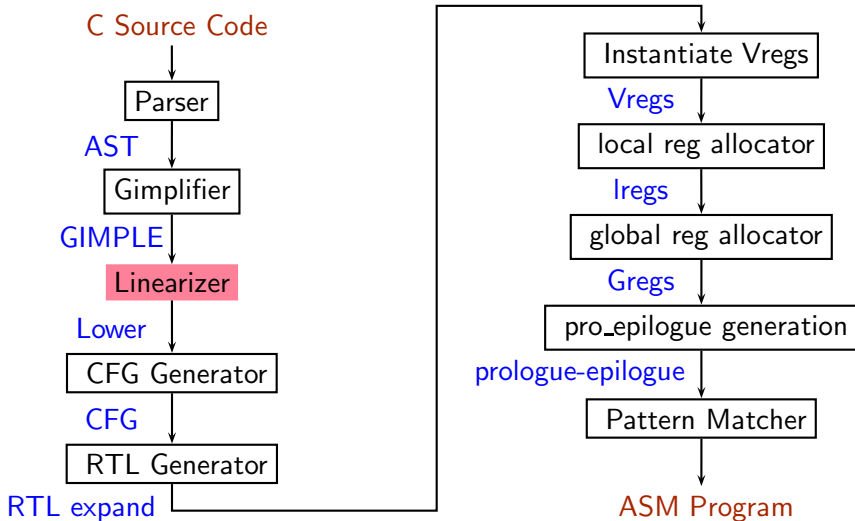 C Source Code
Parser
AST
Gimplifier
GIMPLE
Linearizer
Lower
CFG Generator
CFG
RTL Generator
RTL expand
Instantiate Vregs
Vregs
local reg allocator
lregs
global reg allocator
Gregs
pro_epilogue generation
prologue-epilogue
Pattern Matcher
ASM Program